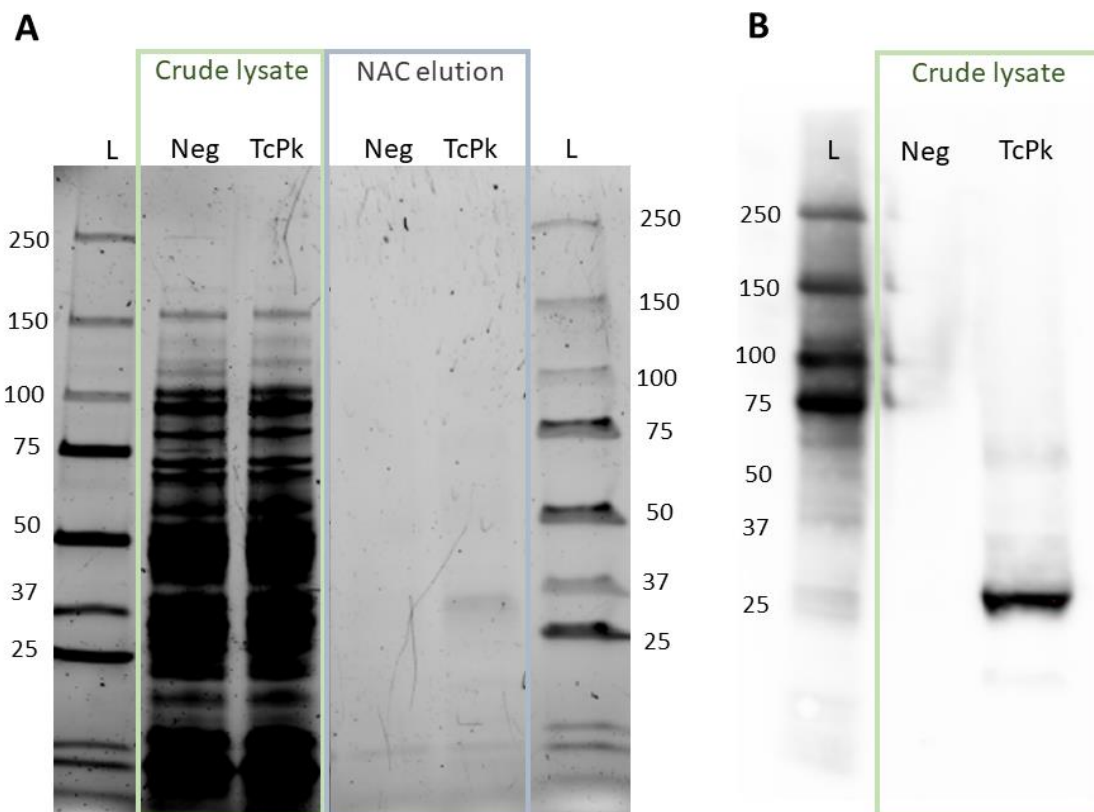 A
Crude lysate NAC elution
L Neg TcPk Neg TcPk L
250 250
150 150
100 100
75 75
50 50
37 37
25 25
B
Crude lysate
L Neg TcPk
250
150
100
75
50
37
25